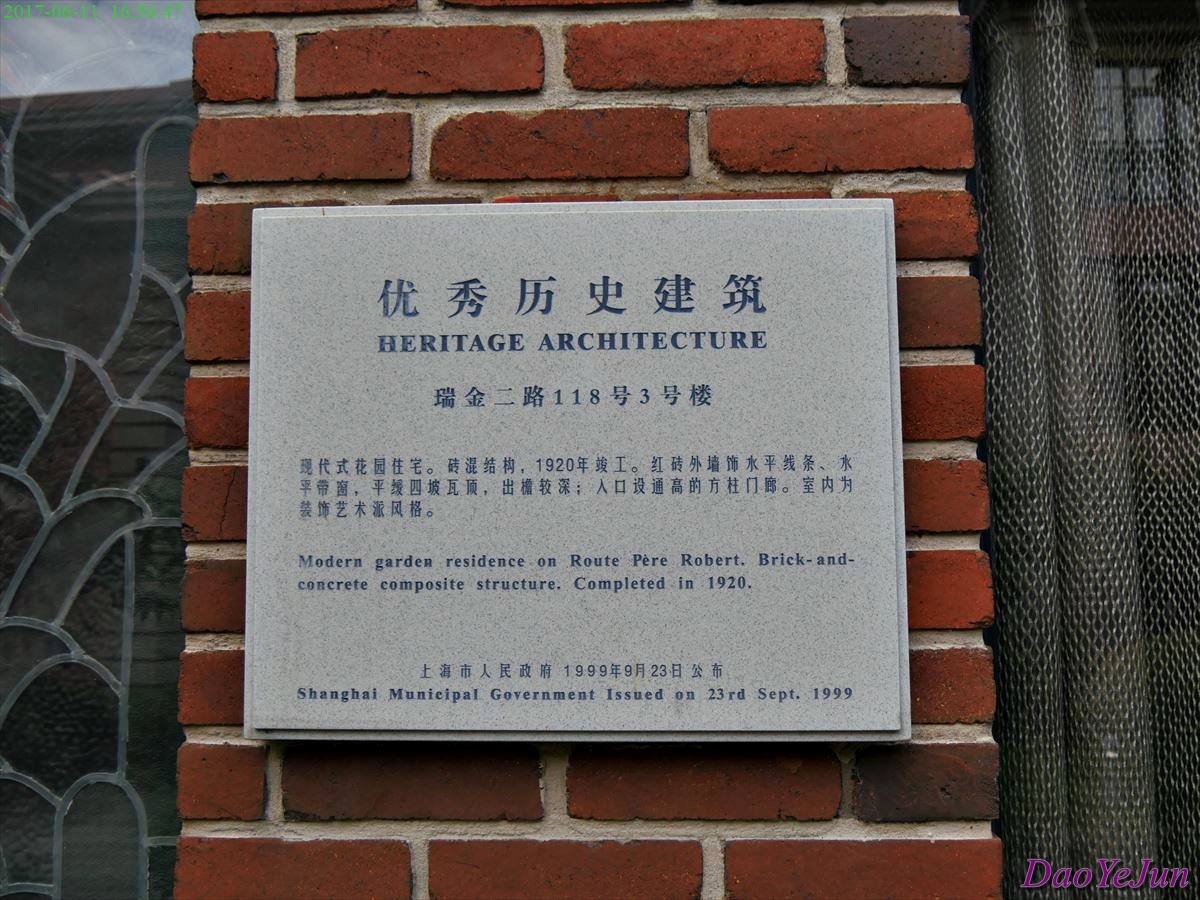 2017-06-11 16:56:47
优秀历史建筑
HERITAGE ARCHITECTURE
瑞金二路118号3号楼
现代式花园住宅。砖混结构，1920年竣工。红砖外墙饰水平线条、水
平带窗，平缓四坡瓦顶，出檐较深；入口设通高的方柱门廊。室内为
装饰艺术派风格。
Modern garden residence on Route Père Robert. Brick-and-
concrete composite structure. Completed in 1920.
上海市人民政府 1999年9月23日公布
Shanghai Municipal Government Issued on 23rd Sept. 1999
DaoYeJun